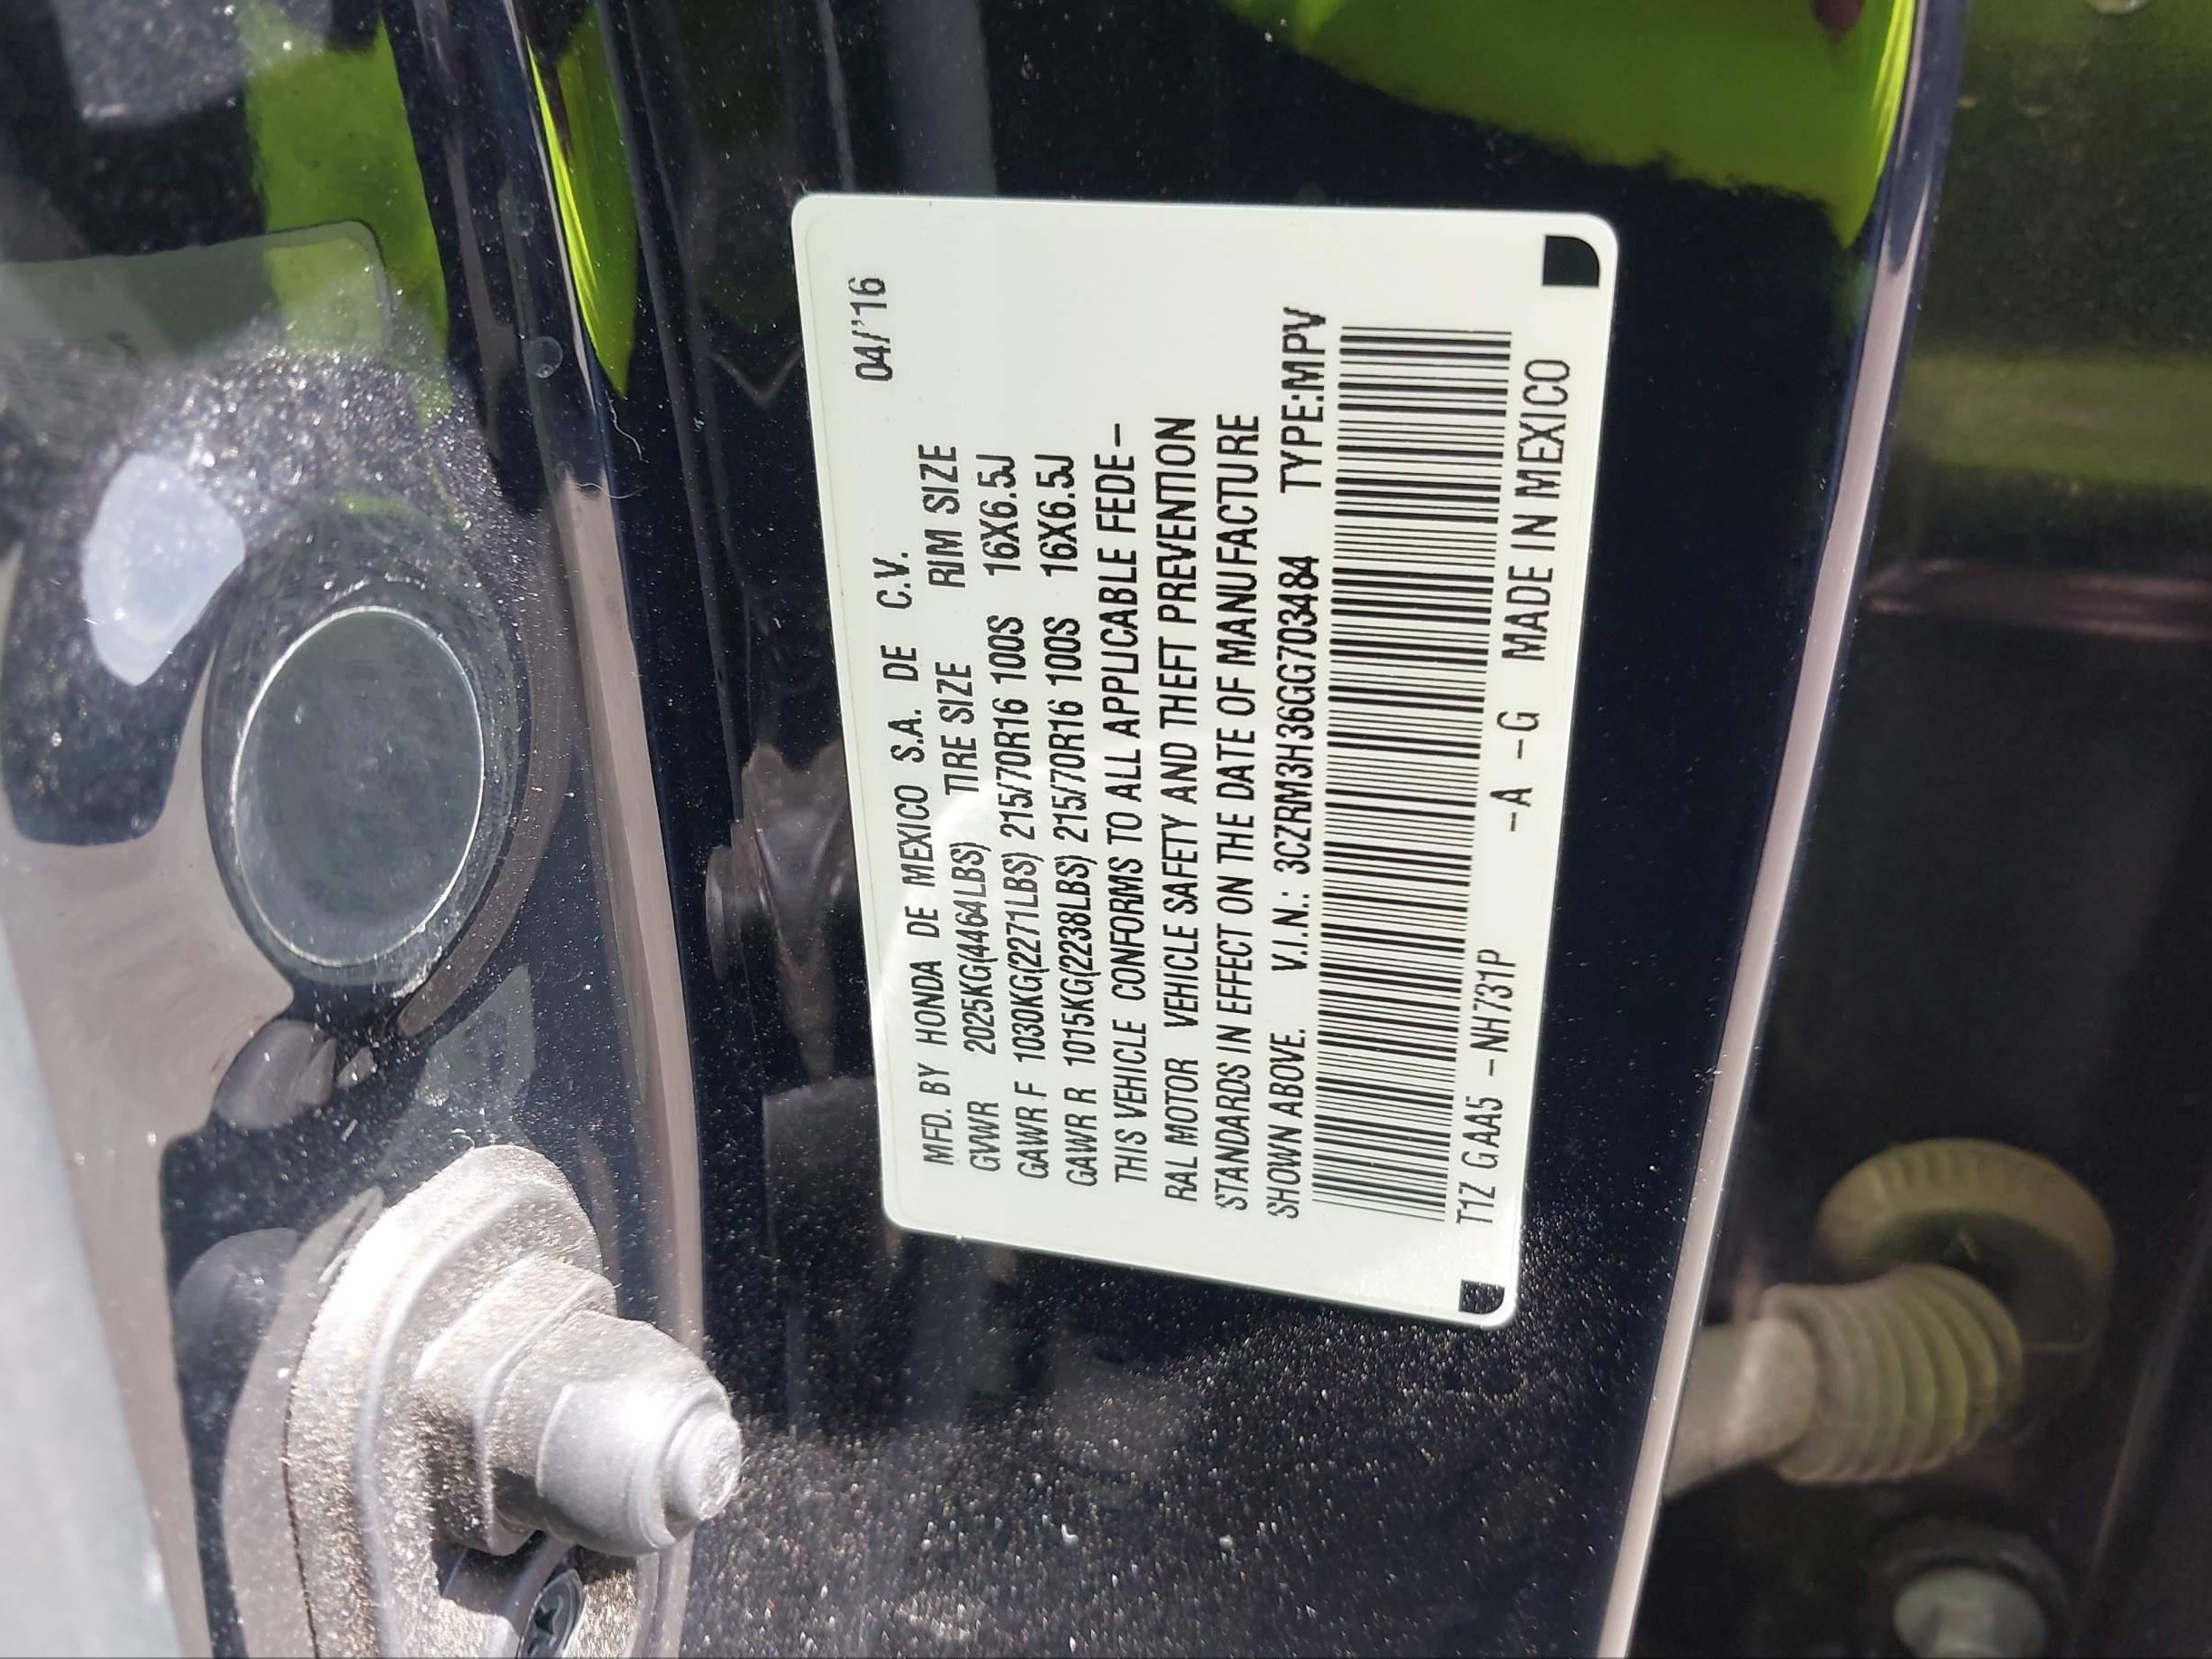 04/'16
MFD. BY HONDA DE MEXICO S.A. DE C.V.
GVWR 2025KG(4464LBS) TIRE SIZE RIM SIZE
GAWR F 1030KG(2271LBS) 215/70R16 100S 16X6.5J
GAWR R 1015KG(2238LBS) 215/70R16 100S 16X6.5J
THIS VEHICLE CONFORMS TO ALL APPLICABLE FEDE-
RAL MOTOR VEHICLE SAFETY AND THEFT PREVENTION
STANDARDS IN EFFECT ON THE DATE OF MANUFACTURE
SHOWN ABOVE. V.I.N.: 3CZRM3H36GG703484 TYPE:MPV
T1Z GAA5 -NH731P -A -G MADE IN MEXICO